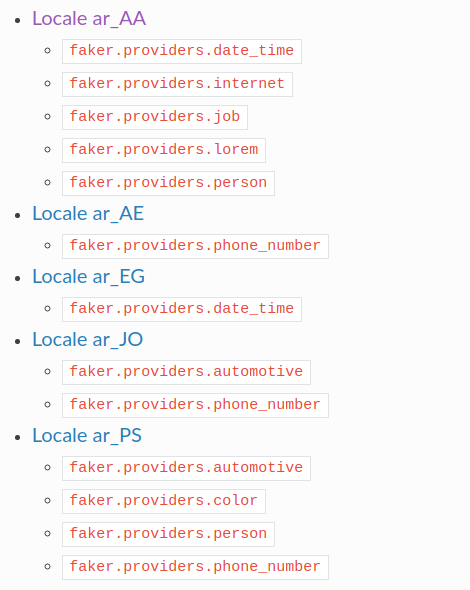 Locale ar_AA
faker.providers.date_time
faker.providers.internet
faker.providers.job
faker.providers.lorem
faker.providers.person
Locale ar_AE
faker.providers.phone_number
Locale ar_EG
faker.providers.date_time
Locale ar_JO
faker.providers.automotive
faker.providers.phone_number
Locale ar_PS
faker.providers.automotive
faker.providers.color
faker.providers.person
faker.providers.phone_number